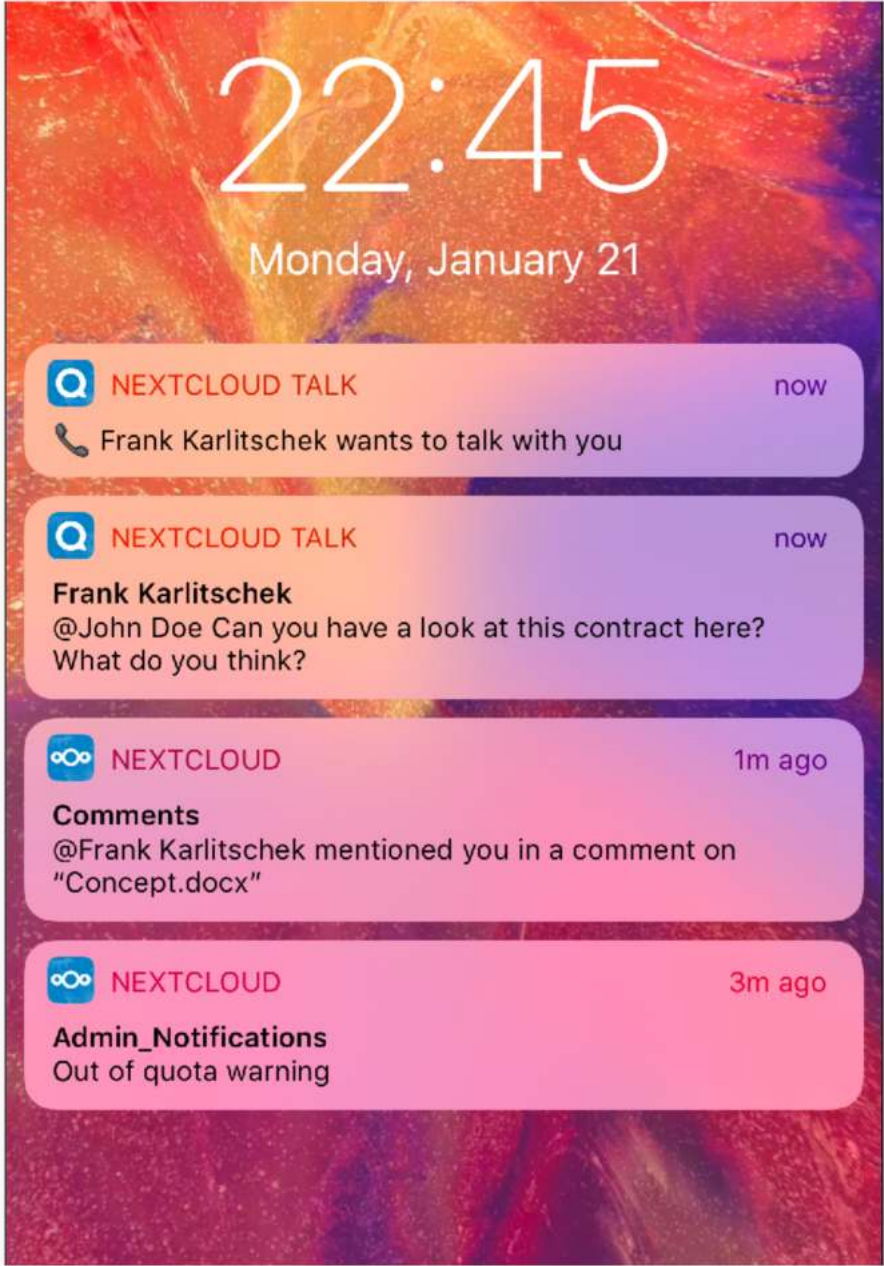 22:45
Monday, January 21
NEXTCLOUD TALK now
📞 Frank Karlitschek wants to talk with you
NEXTCLOUD TALK now
Frank Karlitschek
@John Doe Can you have a look at this contract here?
What do you think?
NEXTCLOUD 1m ago
Comments
@Frank Karlitschek mentioned you in a comment on
"Concept.docx"
NEXTCLOUD 3m ago
Admin_Notifications
Out of quota warning